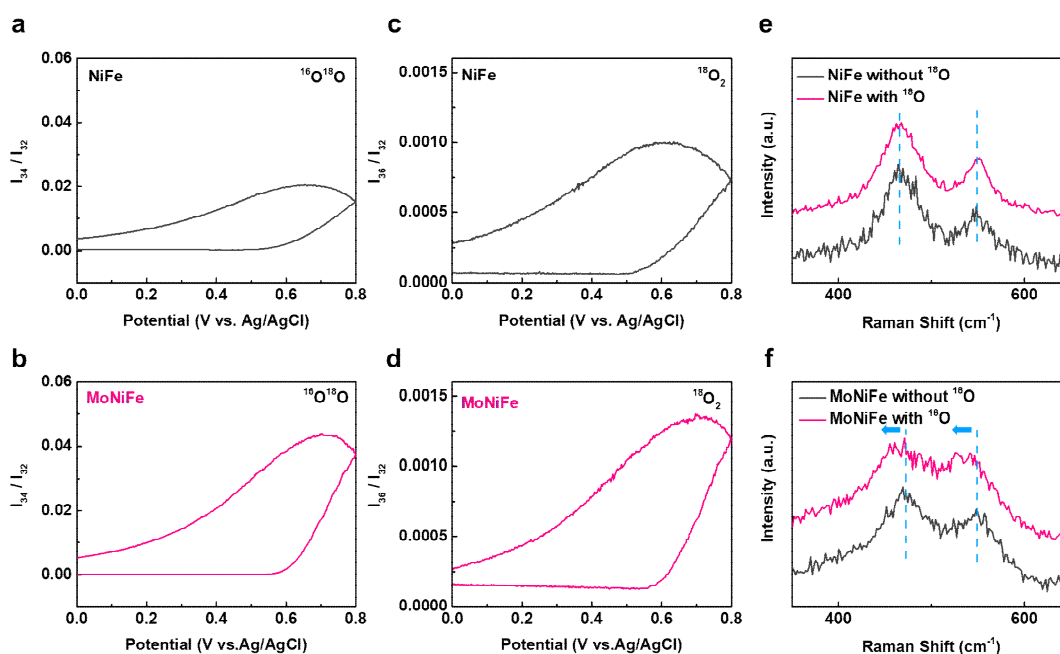 a
NiFe
¹⁶O¹⁸O
0.06
0.04
0.02
0.00
I₃₄ / I₃₂
0.0 0.2 0.4 0.6 0.8
Potential (V vs. Ag/AgCl)
c
NiFe
¹⁸O₂
0.0015
0.0010
0.0005
0.0000
I₃₆ / I₃₂
0.0 0.2 0.4 0.6 0.8
Potential (V vs. Ag/AgCl)
e
NiFe without ¹⁸O
NiFe with ¹⁸O
Intensity (a.u.)
400 600
Raman Shift (cm⁻¹)
b
MoNiFe
¹⁶O¹⁸O
0.06
0.04
0.02
0.00
I₃₄ / I₃₂
0.0 0.2 0.4 0.6 0.8
Potential (V vs.Ag/AgCl)
d
MoNiFe
¹⁸O₂
0.0015
0.0010
0.0005
0.0000
I₃₆ / I₃₂
0.0 0.2 0.4 0.6 0.8
Potential (V vs.Ag/AgCl)
f
MoNiFe without ¹⁸O
MoNiFe with ¹⁸O
Intensity (a.u.)
400 600
Raman Shift (cm⁻¹)